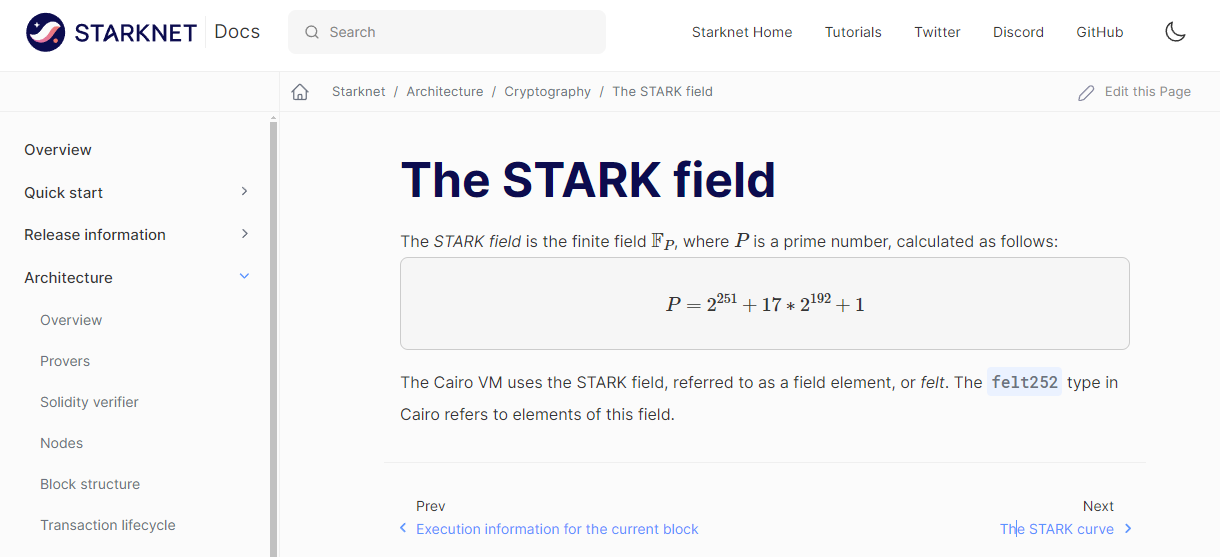 STARKNET Docs
Search
Starknet Home Tutorials Twitter Discord GitHub
Starknet / Architecture / Cryptography / The STARK field
Edit this Page
Overview
Quick start
Release information
Architecture
Overview
Provers
Solidity verifier
Nodes
Block structure
Transaction lifecycle
The STARK field
The STARK field is the finite field 𝔽_P, where P is a prime number, calculated as follows:
P = 2^251 + 17 * 2^192 + 1
The Cairo VM uses the STARK field, referred to as a field element, or felt. The felt252 type in
Cairo refers to elements of this field.
Prev
Execution information for the current block
Next
The STARK curve